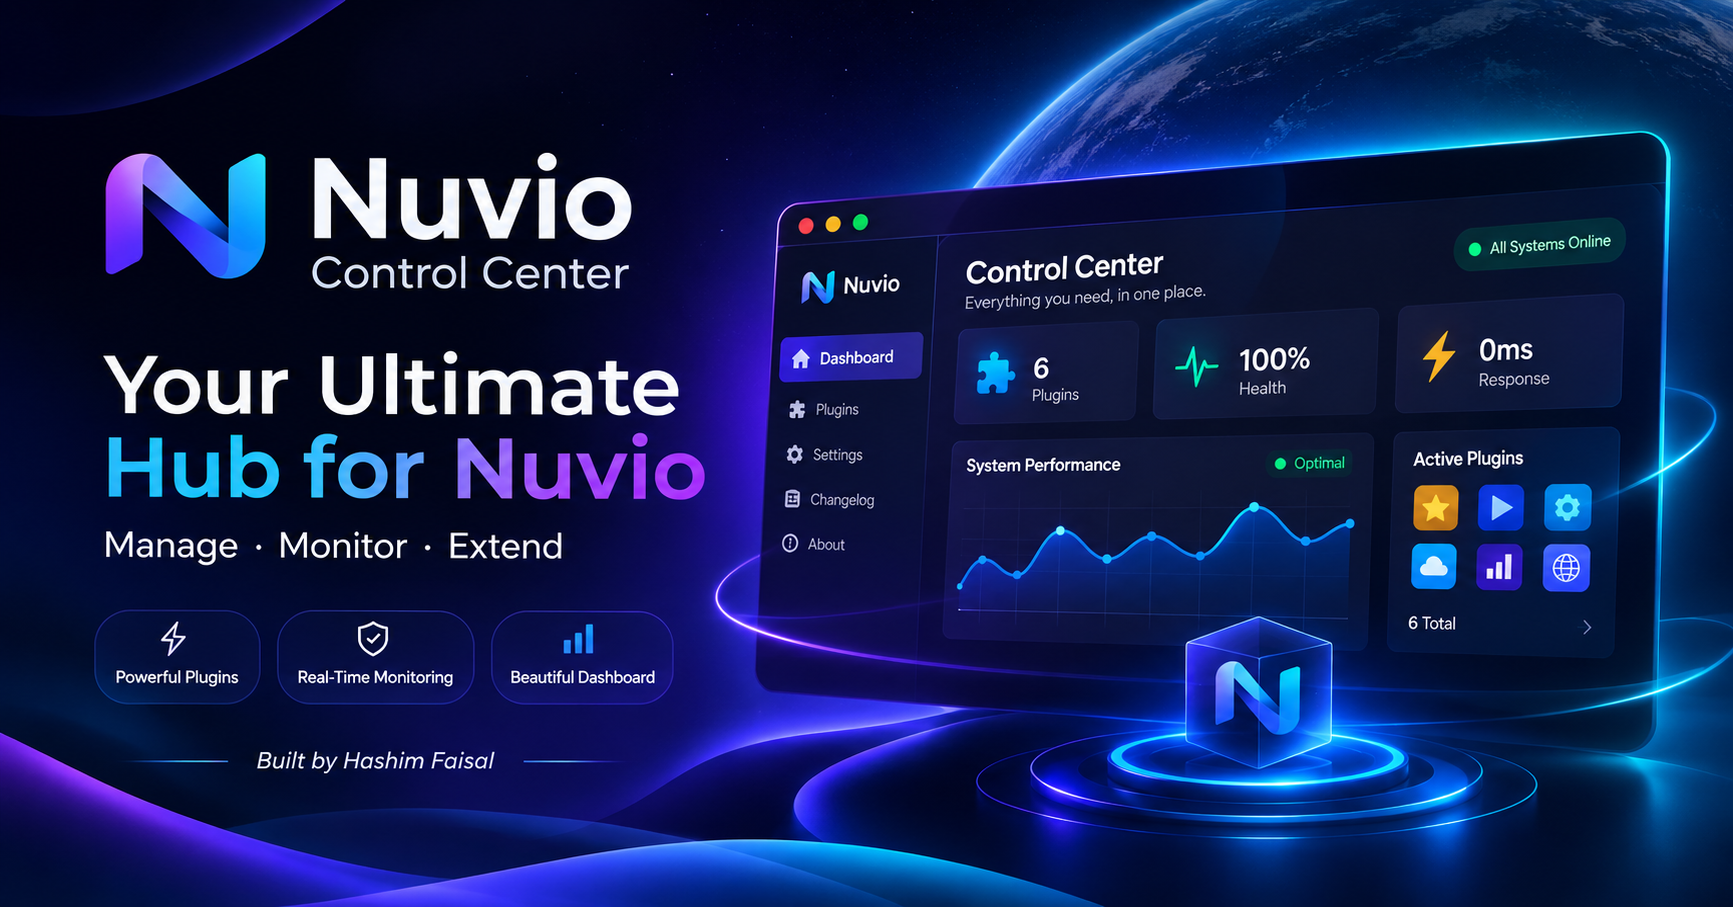 Nuvio
Control Center
Your Ultimate
Hub for Nuvio
Manage · Monitor · Extend
Powerful Plugins
Real-Time Monitoring
Beautiful Dashboard
Built by Hashim Faisal
Nuvio
Dashboard
Plugins
Settings
Changelog
About
Control Center
Everything you need, in one place.
All Systems Online
6
Plugins
100%
Health
0ms
Response
System Performance
Optimal
Active Plugins
6 Total